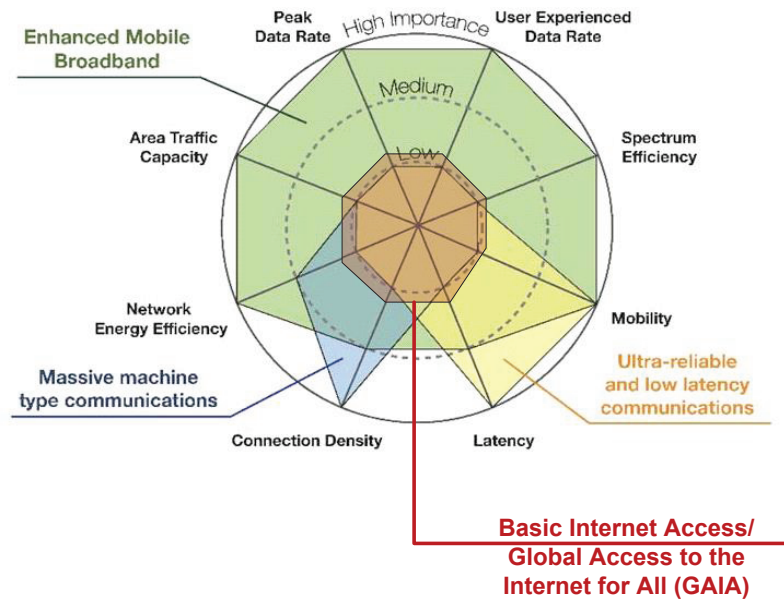 Peak
Data Rate
High Importance
User Experienced
Data Rate
Enhanced Mobile
Broadband
Medium
Area Traffic
Capacity
Low
Spectrum
Efficiency
Network
Energy Efficiency
Mobility
Massive machine
type communications
Ultra-reliable
and low latency
communications
Connection Density
Latency
Basic Internet Access/
Global Access to the
Internet for All (GAIA)